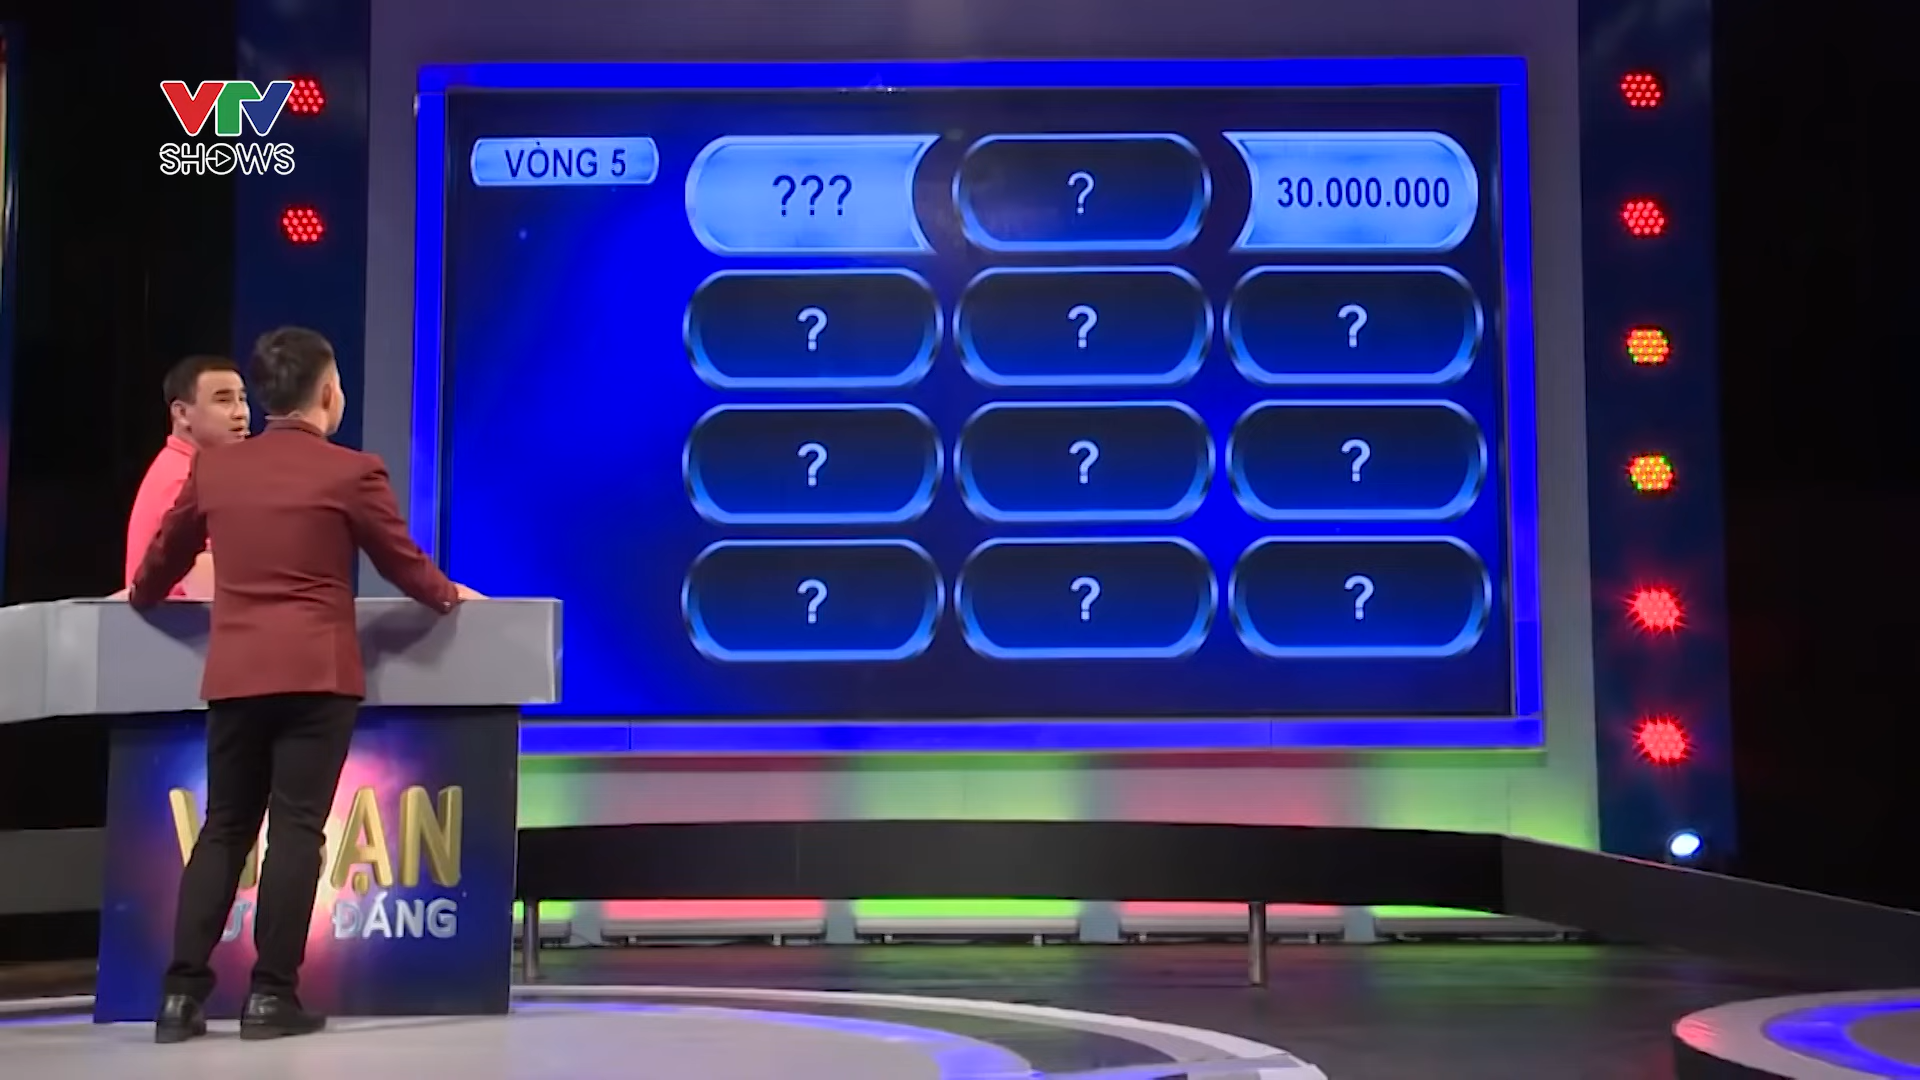 VTV
SHOWS
VÒNG 5
??? ? 30.000.000
? ? ?
? ? ?
? ? ?
ĐÁNG